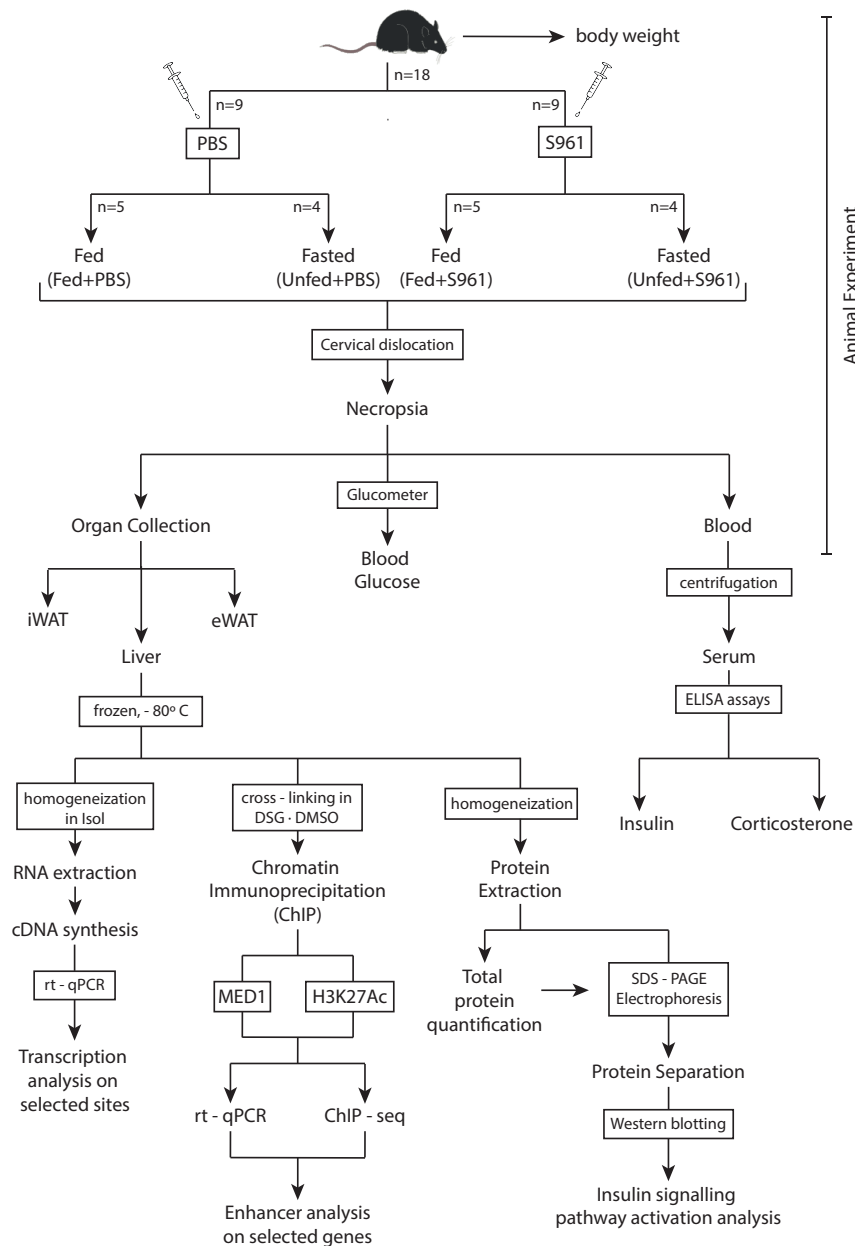 body weight
n=18
n=9
n=9
PBS
S961
n=5
n=4
n=5
n=4
Fed
(Fed+PBS)
Fasted
(Unfed+PBS)
Fed
(Fed+S961)
Fasted
(Unfed+S961)
Animal Experiment
Cervical dislocation
Necropsia
Organ Collection
Glucometer
Blood
Glucose
Blood
centrifugation
iWAT
eWAT
Liver
Serum
frozen, - 80º C
ELISA assays
Insulin
Corticosterone
homogeneization
in Isol
RNA extraction
cDNA synthesis
rt - qPCR
Transcription
analysis on
selected sites
cross - linking in
DSG · DMSO
Chromatin
Immunoprecipitation
(ChIP)
MED1
H3K27Ac
rt - qPCR
ChIP - seq
Enhancer analysis
on selected genes
homogeneization
Protein
Extraction
Total
protein
quantification
SDS - PAGE
Electrophoresis
Protein Separation
Western blotting
Insulin signalling
pathway activation analysis